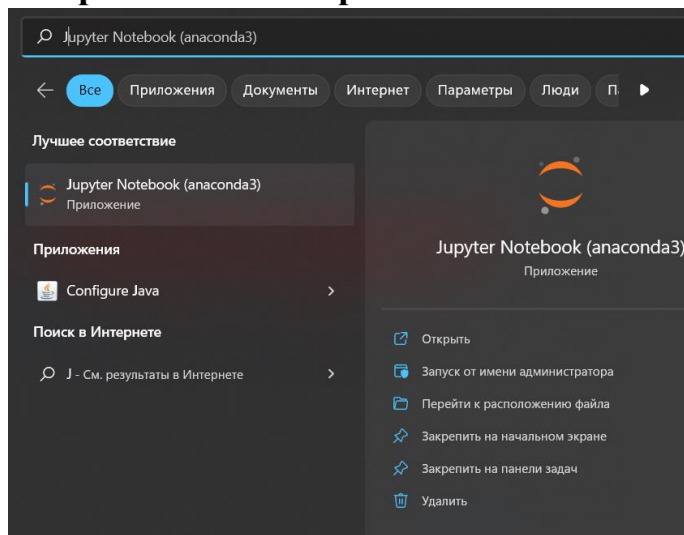 Jupyter Notebook (anaconda3)
Все Приложения Документы Интернет Параметры Люди
Лучшее соответствие
Jupyter Notebook (anaconda3)
Приложение
Приложения
Configure Java
Поиск в Интернете
J - См. результаты в Интернете
Jupyter Notebook (anaconda3)
Приложение
Открыть
Запуск от имени администратора
Перейти к расположению файла
Закрепить на начальном экране
Закрепить на панели задач
Удалить